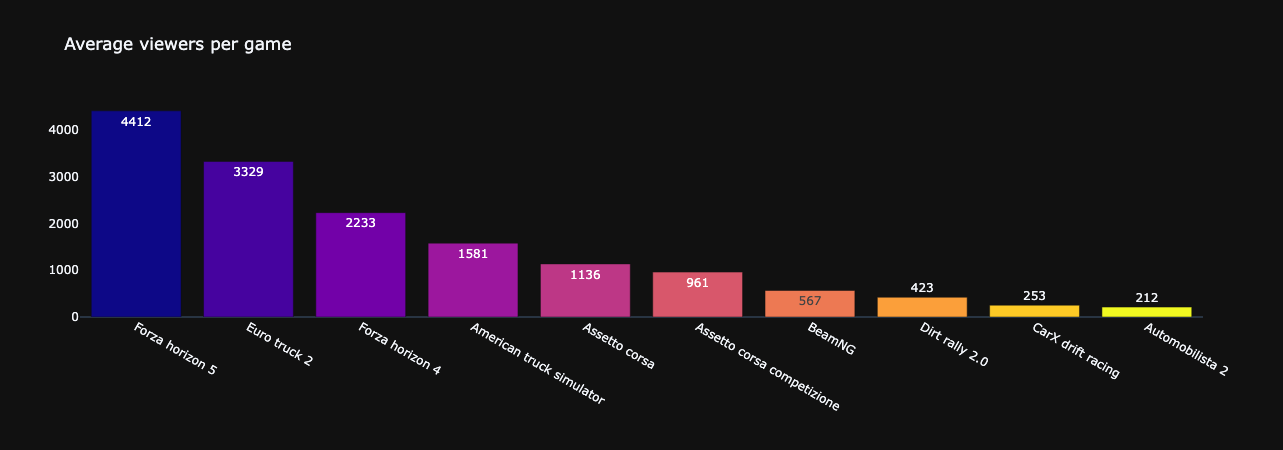 Average viewers per game
4000
3000
2000
1000
0
4412
3329
2233
1581
1136
961
567
423
253
212
Forza horizon 5
Euro truck 2
Forza horizon 4
American truck simulator
Assetto corsa
Assetto corsa competizione
BeamNG
Dirt rally 2.0
CarX drift racing
Automobilista 2